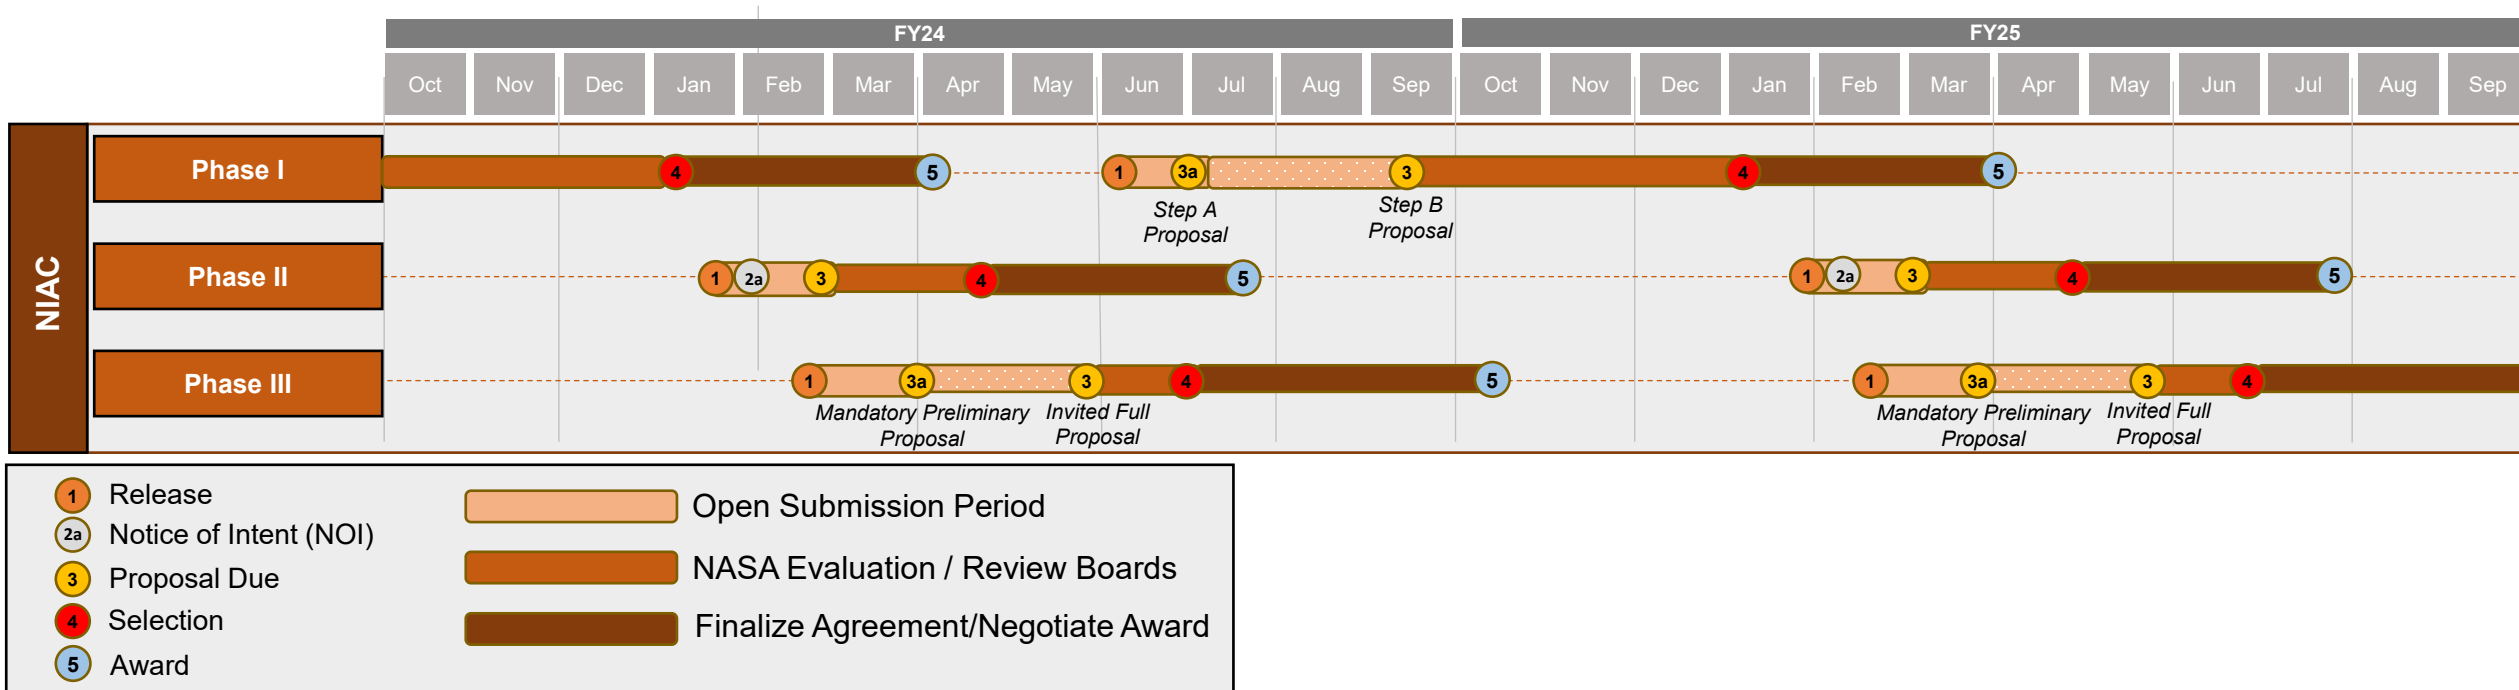 FY24 FY25
Oct Nov Dec Jan Feb Mar Apr May Jun Jul Aug Sep Oct Nov Dec Jan Feb Mar Apr May Jun Jul Aug Sep
NIAC
Phase I
4 5 1 3a 3 4 5
Step A
Proposal
Step B
Proposal
Phase II
1 2a 3 4 5 1 2a 3 4 5
Phase III
1 3a 3 4 5 1 3a 3 4
Mandatory Preliminary
Proposal
Invited Full
Proposal
Mandatory Preliminary
Proposal
Invited Full
Proposal
1 Release
2a Notice of Intent (NOI)
3 Proposal Due
4 Selection
5 Award
Open Submission Period
NASA Evaluation / Review Boards
Finalize Agreement/Negotiate Award